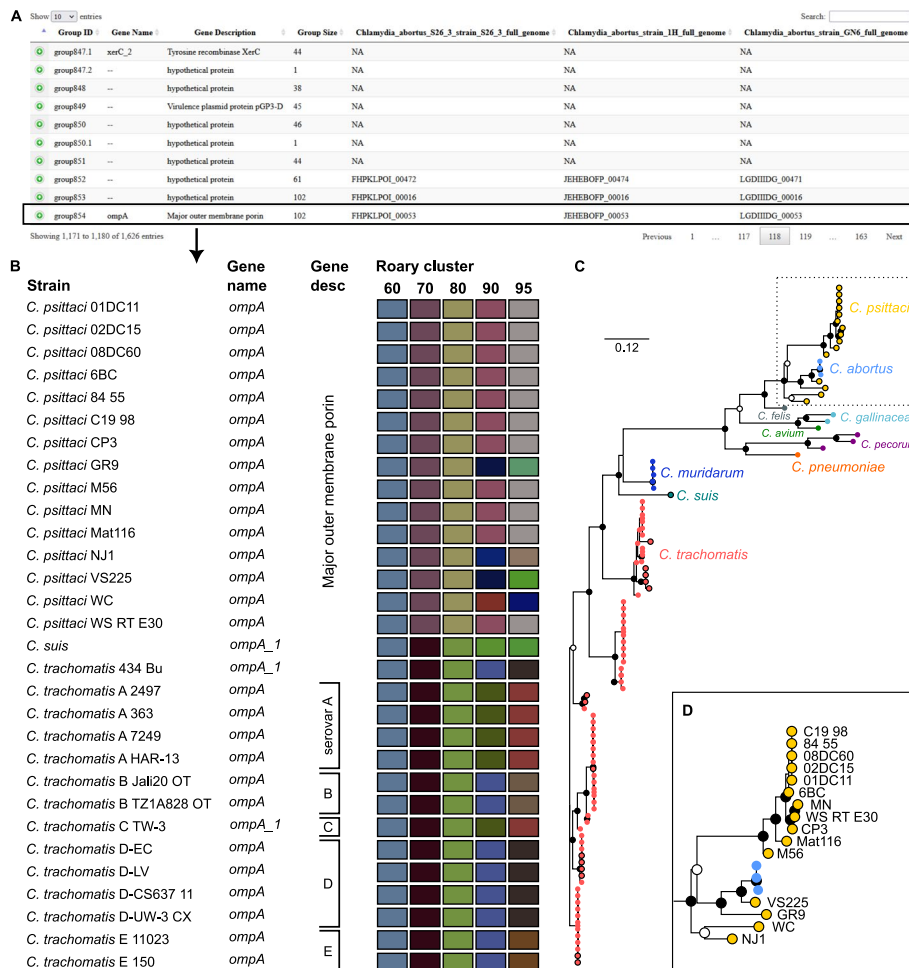 A
Show 10 entries
Search:
Group ID Gene Name Gene Description Group Size Chlamydia_abortus_S26_3_strain_S26_3_full_genome Chlamydia_abortus_strain_1H_full_genome Chlamydia_abortus_strain_GN6_full_genome
group847.1 xerC_2 Tyrosine recombinase XerC 44 NA NA NA
group847.2 -- hypothetical protein 1 NA NA NA
group848 -- hypothetical protein 38 NA NA NA
group849 -- Virulence plasmid protein pGP3-D 45 NA NA NA
group850 -- hypothetical protein 46 NA NA NA
group850.1 -- hypothetical protein 1 NA NA NA
group851 -- hypothetical protein 44 NA NA NA
group852 -- hypothetical protein 61 FHPKLPOI_00472 JEHEBOFP_00474 LGDIIIDG_00471
group853 -- hypothetical protein 102 FHPKLPOI_00016 JEHEBOFP_00016 LGDIIIDG_00016
group854 ompA Major outer membrane porin 102 FHPKLPOI_00053 JEHEBOFP_00053 LGDIIIDG_00053
Showing 1,171 to 1,180 of 1,626 entries
Previous 1 ... 117 118 119 ... 163 Next
B
Strain Gene name Gene desc Roary cluster
60 70 80 90 95
C. psittaci 01DC11 ompA
C. psittaci 02DC15 ompA
C. psittaci 08DC60 ompA
C. psittaci 6BC ompA
C. psittaci 84 55 ompA
C. psittaci C19 98 ompA
C. psittaci CP3 ompA
C. psittaci GR9 ompA
C. psittaci M56 ompA
C. psittaci MN ompA
C. psittaci Mat116 ompA
C. psittaci NJ1 ompA
C. psittaci VS225 ompA
C. psittaci WC ompA
C. psittaci WS RT E30 ompA
C. suis ompA_1
C. trachomatis 434 Bu ompA_1
C. trachomatis A 2497 ompA
C. trachomatis A 363 ompA
C. trachomatis A 7249 ompA
C. trachomatis A HAR-13 ompA
C. trachomatis B Jali20 OT ompA
C. trachomatis B TZ1A828 OT ompA
C. trachomatis C TW-3 ompA_1
C. trachomatis D-EC ompA
C. trachomatis D-LV ompA
C. trachomatis D-CS637 11 ompA
C. trachomatis D-UW-3 CX ompA
C. trachomatis E 11023 ompA
C. trachomatis E 150 ompA
Major outer membrane porin
serovar A
B
C
D
E
C
0.12
C. psittaci
C. abortus
C. felis
C. gallinacea
C. avium
C. pecorum
C. pneumoniae
C. muridarum
C. suis
C. trachomatis
D
C19 98
84 55
08DC60
02DC15
01DC11
6BC
MN
WS RT E30
CP3
Mat116
M56
VS225
GR9
WC
NJ1